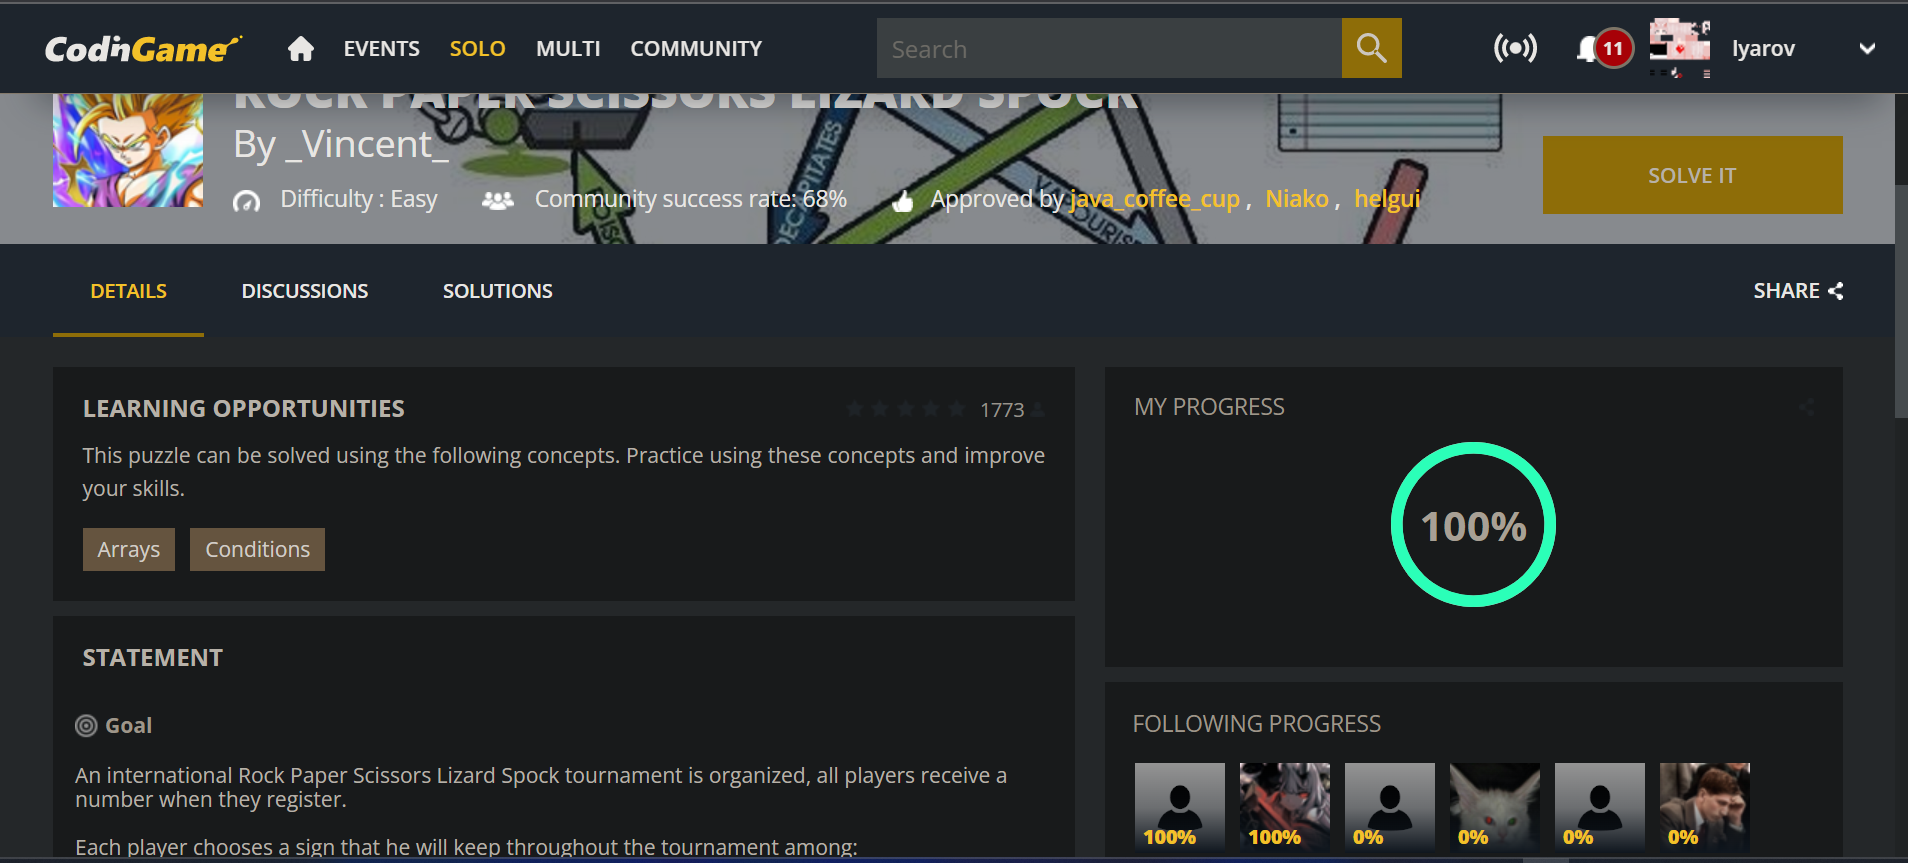 CodinGame
EVENTS
SOLO
MULTI
COMMUNITY
Search
11
lyarov
ROCK PAPER SCISSORS LIZARD SPOCK
By _Vincent_
Difficulty : Easy
Community success rate: 68%
Approved by java_coffee_cup , Niako , helgui
SOLVE IT
DECAPITATES
DETAILS
DISCUSSIONS
SOLUTIONS
SHARE
LEARNING OPPORTUNITIES
1773
This puzzle can be solved using the following concepts. Practice using these concepts and improve
your skills.
Arrays
Conditions
MY PROGRESS
100%
STATEMENT
Goal
An international Rock Paper Scissors Lizard Spock tournament is organized, all players receive a
number when they register.
Each player chooses a sign that he will keep throughout the tournament among:
FOLLOWING PROGRESS
100%
100%
0%
0%
0%
0%